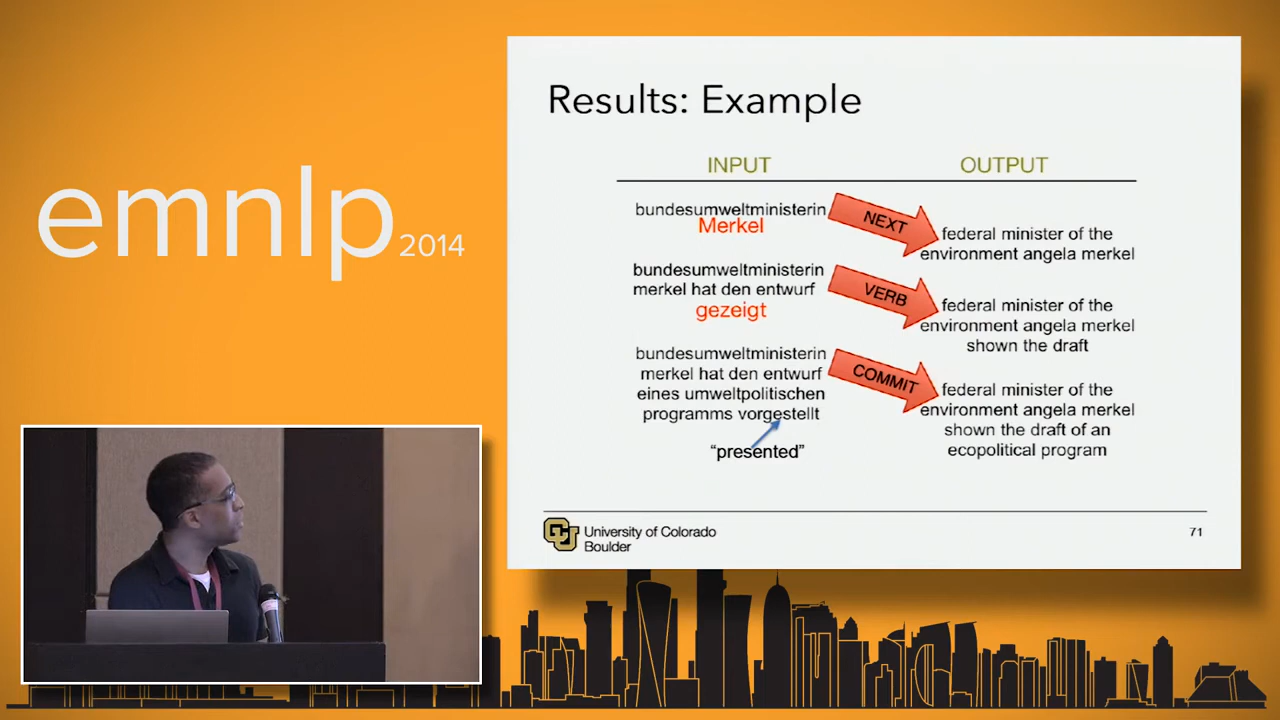 emnlp 2014
Results: Example
INPUT
OUTPUT
bundesumweltministerin
Merkel
NEXT
federal minister of the
environment angela merkel
bundesumweltministerin
merkel hat den entwurf
gezeigt
VERB
federal minister of the
environment angela merkel
shown the draft
bundesumweltministerin
merkel hat den entwurf
eines umweltpolitischen
programms vorgestellt
"presented"
COMMIT
federal minister of the
environment angela merkel
shown the draft of an
ecopolitical program
CU
University of Colorado
Boulder
71